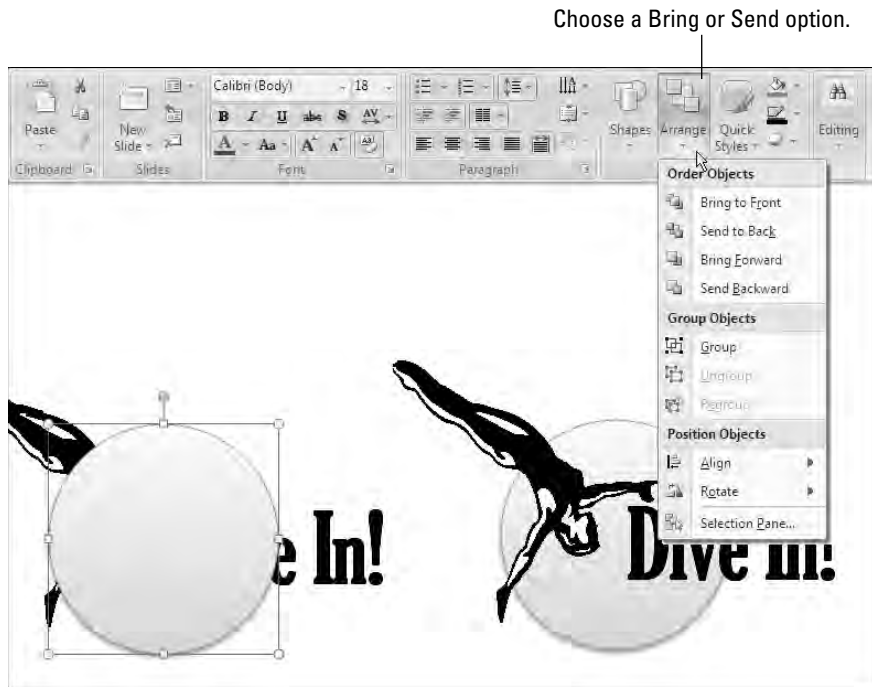 Choose a Bring or Send option.
Calibri (Body) 18
B I U abe S AV
A Aa A A AB
Paste
New
Slide
Shapes Arrange Quick
Styles
Editing
Clipboard Slides Font Paragraph
Order Objects
Bring to Front
Send to Back
Bring Forward
Send Backward
Group Objects
Group
Ungroup
Regroup
Position Objects
Align
Rotate
Selection Pane...
e In!
Dive In!